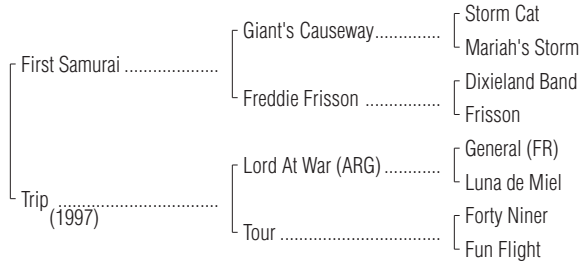 Storm Cat
Giant's Causeway..............
Mariah's Storm
First Samurai ....................
Dixieland Band
Freddie Frisson ................
Frisson
General (FR)
Lord At War (ARG) ............
Luna de Miel
Trip ..................................
(1997)
Forty Niner
Tour ..................................
Fun Flight